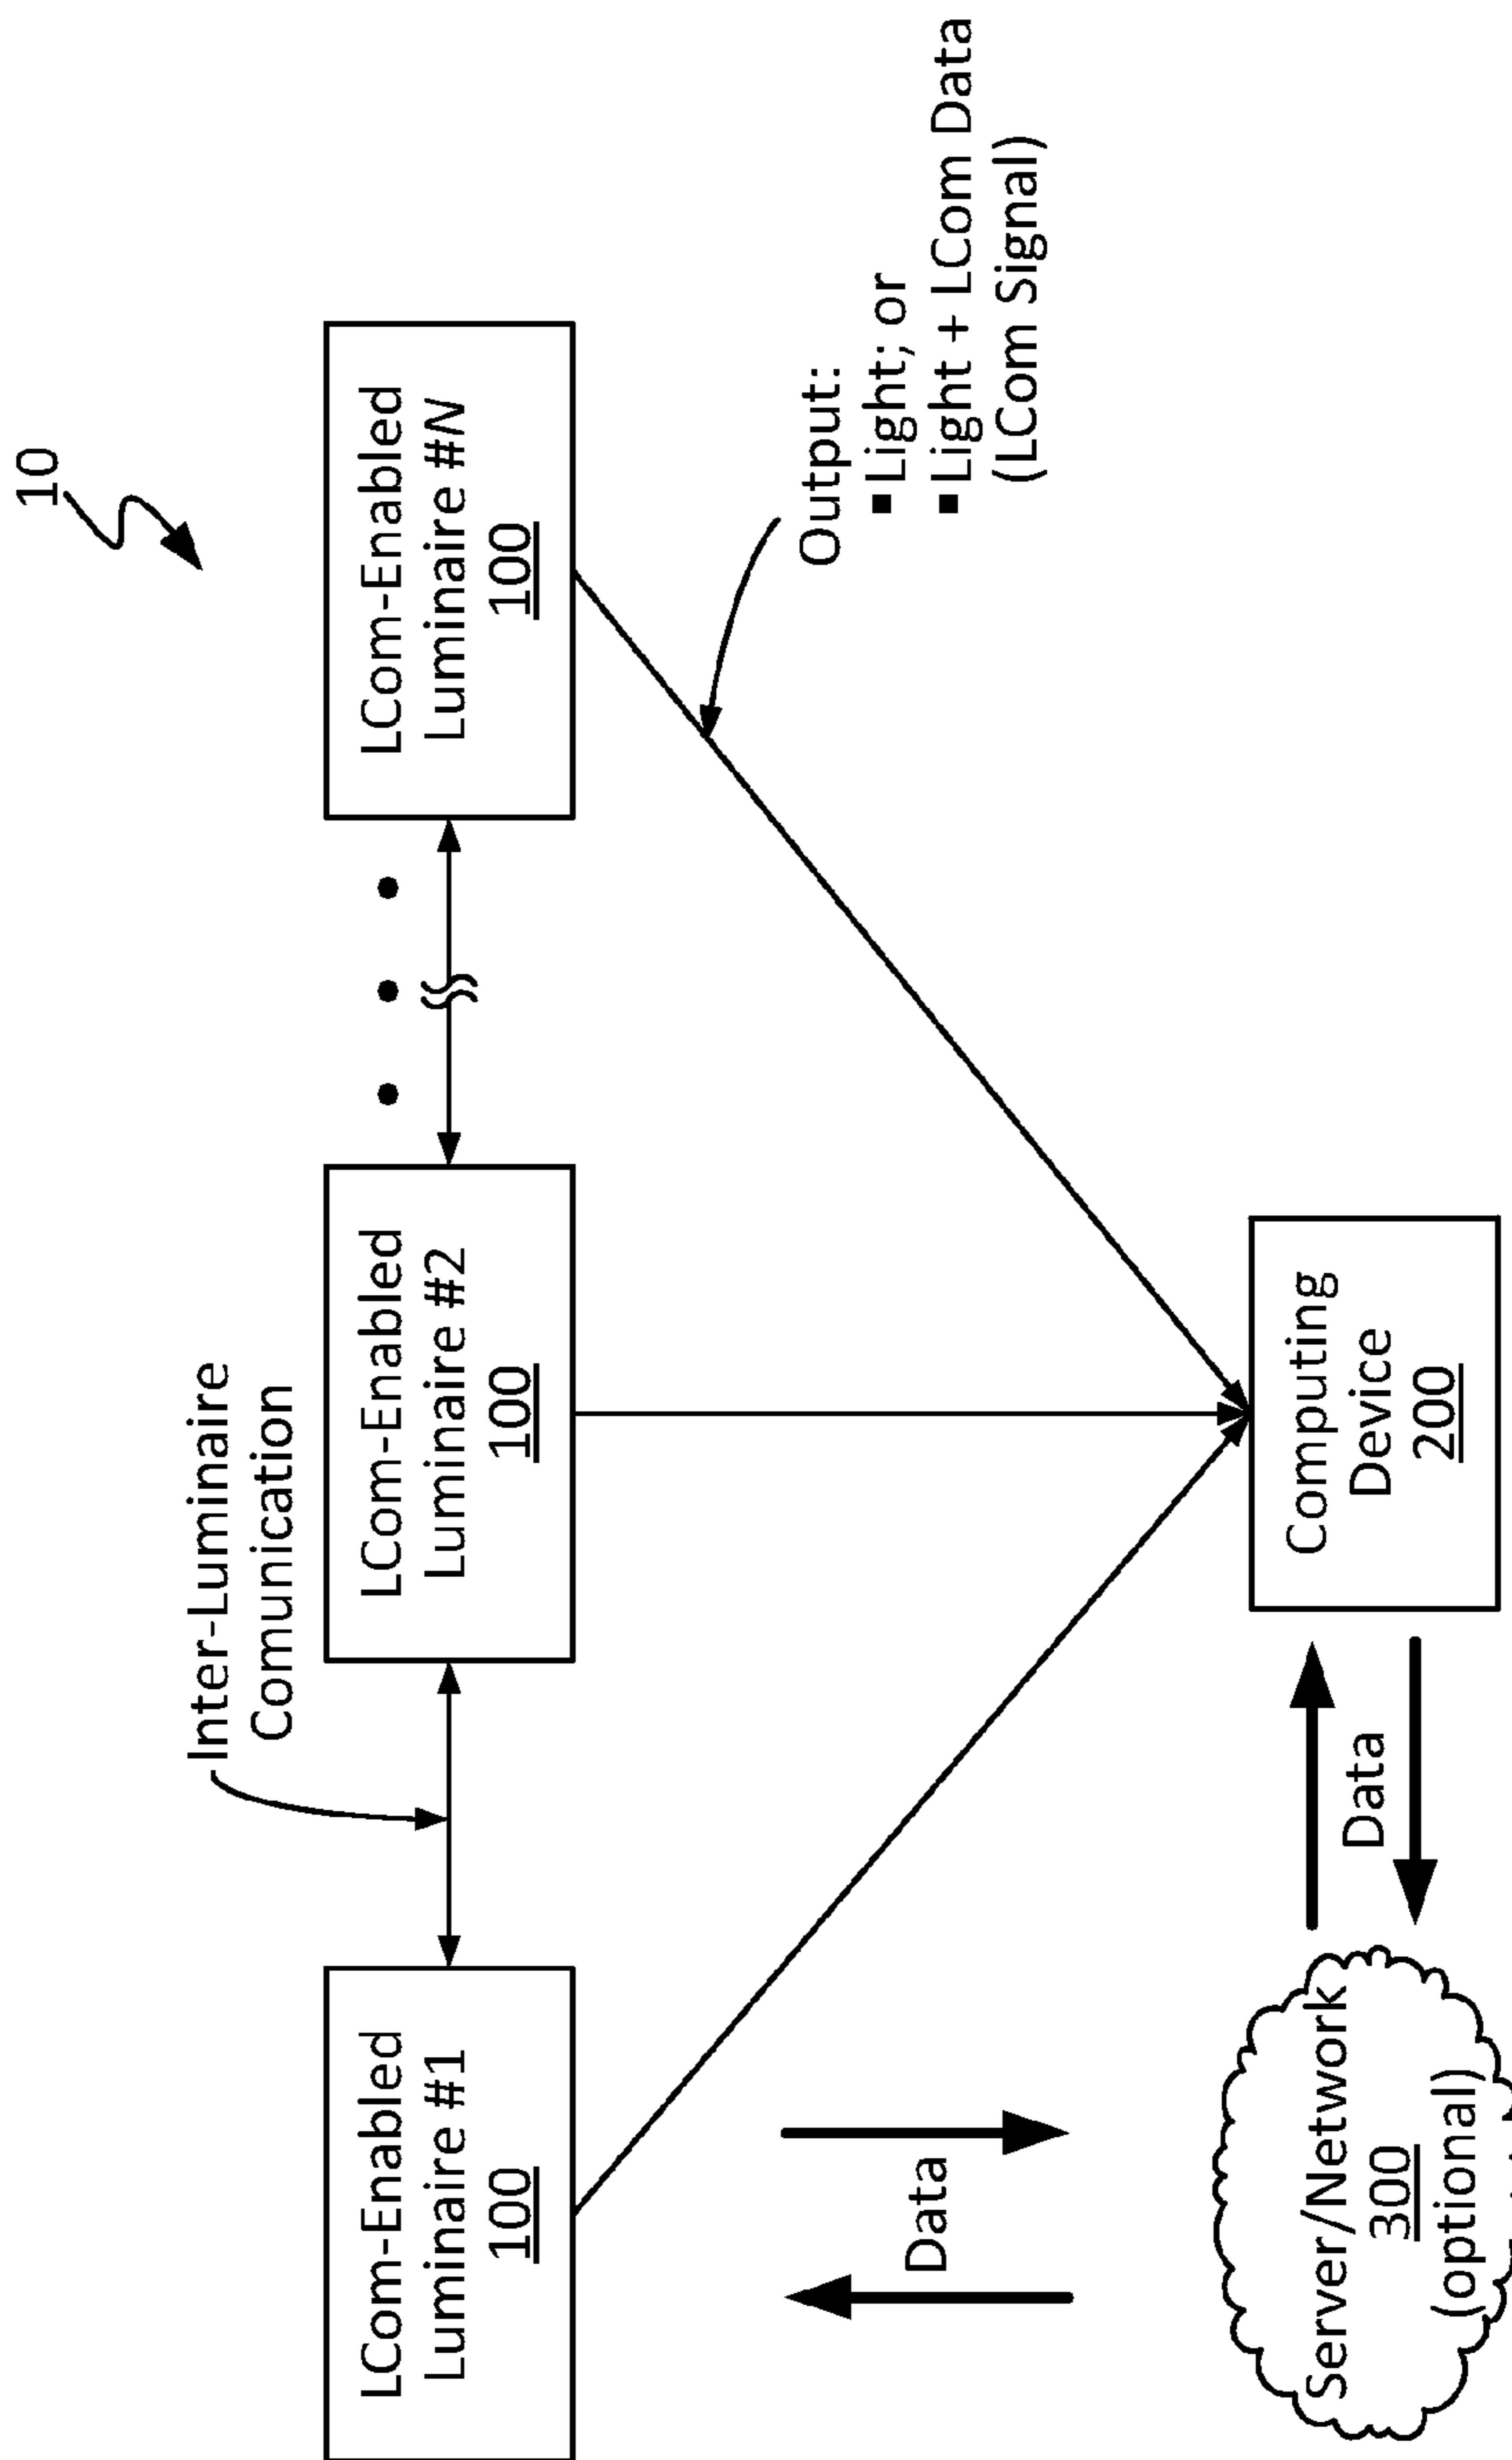 10
Inter-Luminaire
Comunication
LCom-Enabled
Luminaire #1
100
LCom-Enabled
Luminaire #2
100
LCom-Enabled
Luminaire #N
100
Output:
▪Light; or
▪Light + LCom Data
(LCom Signal)
Data
Server/Network
300
(optional)
Data
Computing
Device
200